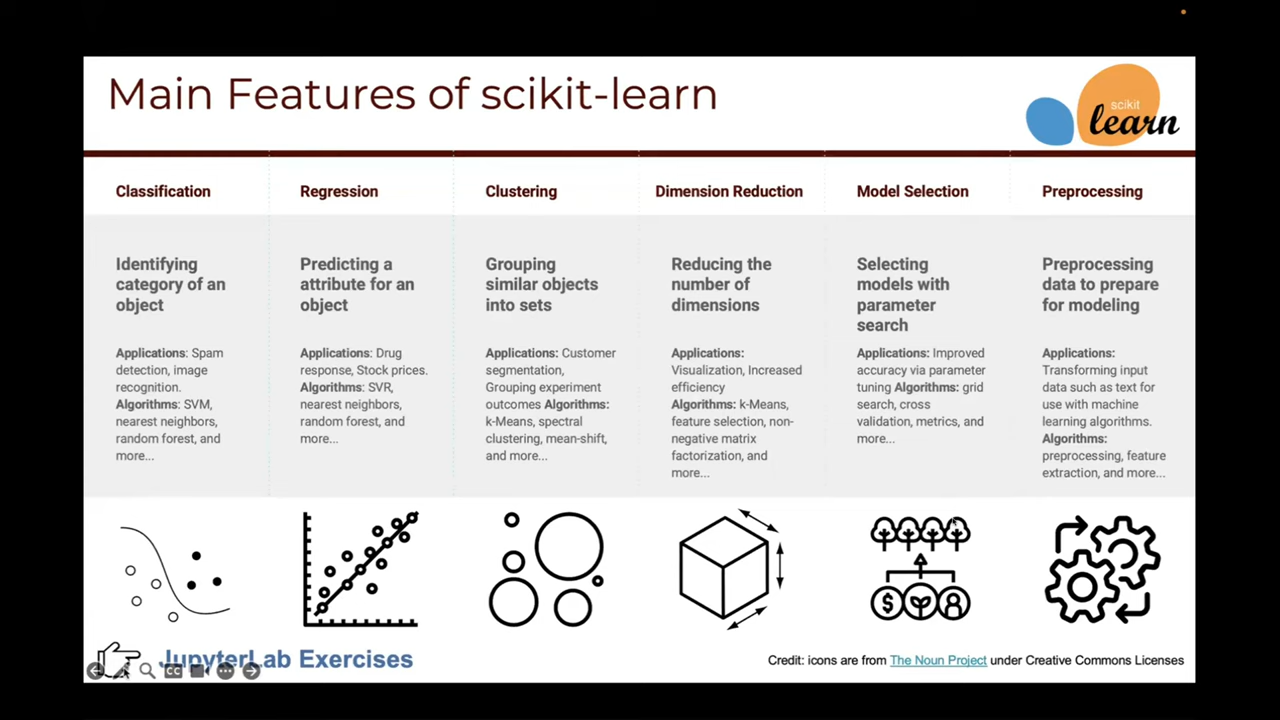 Main Features of scikit-learn
scikit
learn
Classification
Regression
Clustering
Dimension Reduction
Model Selection
Preprocessing
Identifying
category of an
object
Applications: Spam
detection, image
recognition.
Algorithms: SVM,
nearest neighbors,
random forest, and
more...
Predicting a
attribute for an
object
Applications: Drug
response, Stock prices.
Algorithms: SVR,
nearest neighbors,
random forest, and
more...
Grouping
similar objects
into sets
Applications: Customer
segmentation,
Grouping experiment
outcomes Algorithms:
k-Means, spectral
clustering, mean-shift,
and more...
Reducing the
number of
dimensions
Applications:
Visualization, Increased
efficiency
Algorithms: k-Means,
feature selection, non-
negative matrix
factorization, and
more...
Selecting
models with
parameter
search
Applications: Improved
accuracy via parameter
tuning Algorithms: grid
search, cross
validation, metrics, and
more...
Preprocessing
data to prepare
for modeling
Applications:
Transforming input
data such as text for
use with machine
learning algorithms.
Algorithms:
preprocessing, feature
extraction, and more...
$
JupyterLab Exercises
CC
Credit: icons are from The Noun Project under Creative Commons Licenses